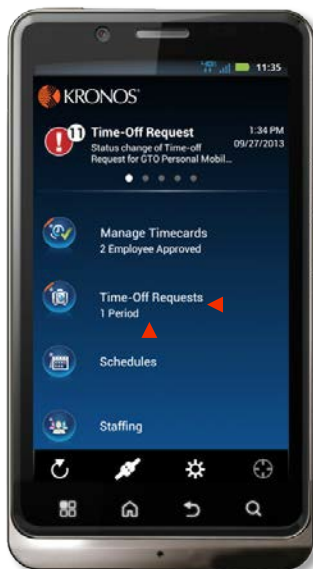 11:35
KRONOS
11
Time-Off Request 1:34 PM
Status change of Time-off 09/27/2013
Request for GTO Personal Mobil...
Manage Timecards
2 Employee Approved
Time-Off Requests
1 Period
Schedules
Staffing